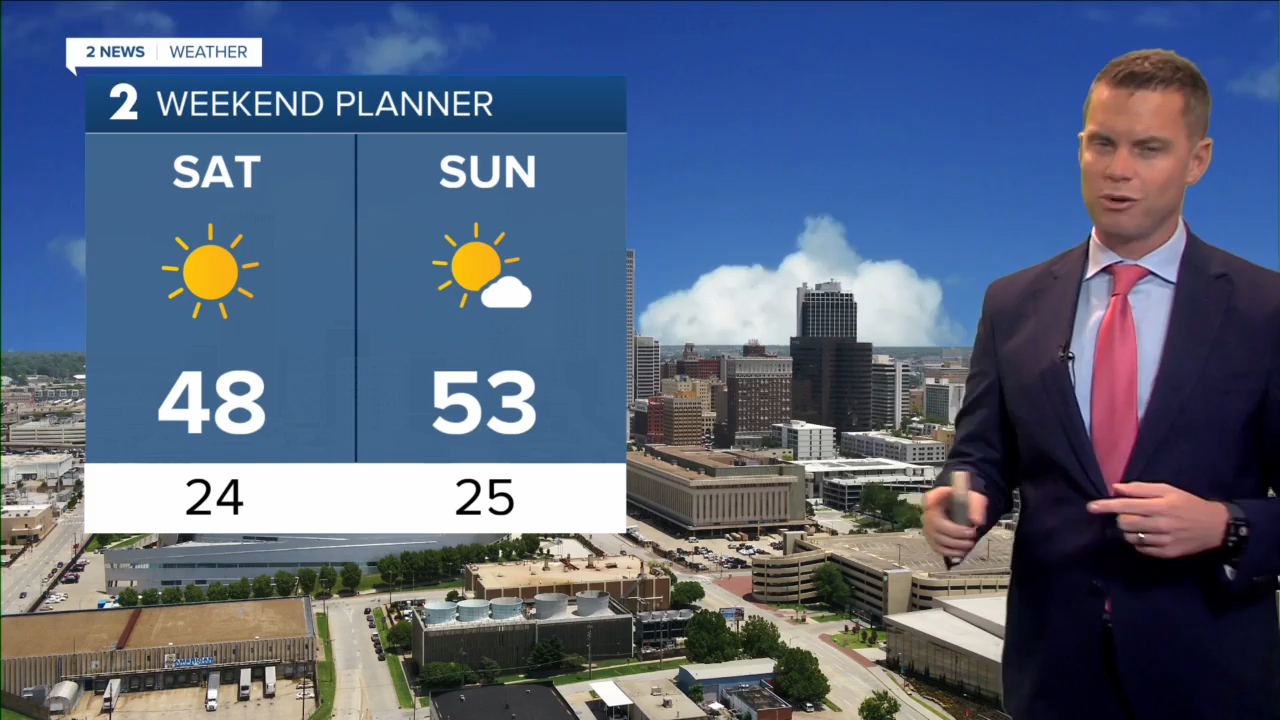 2 NEWS WEATHER
2 WEEKEND PLANNER
SAT SUN
48 53
24 25